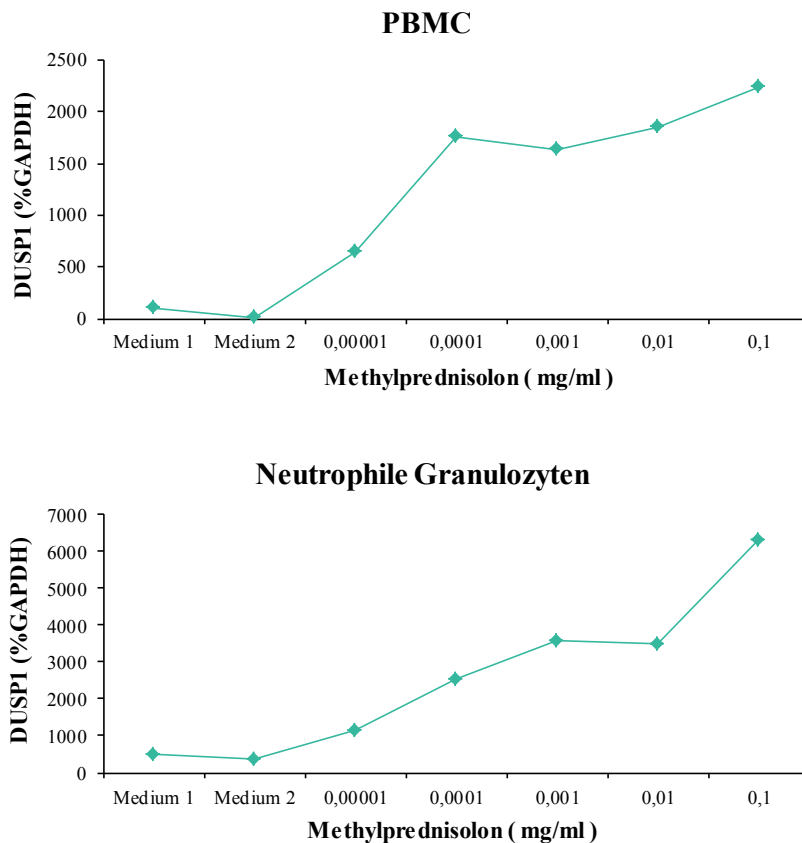 PBMC
2500
2000
1500
1000
500
0
DUSP1 (%GAPDH)
Medium 1 Medium 2 0,00001 0,0001 0,001 0,01 0,1
Methylprednisolon ( mg/ml )
Neutrophile Granulozyten
7000
6000
5000
4000
3000
2000
1000
0
DUSP1 (%GAPDH)
Medium 1 Medium 2 0,00001 0,0001 0,001 0,01 0,1
Methylprednisolon ( mg/ml )